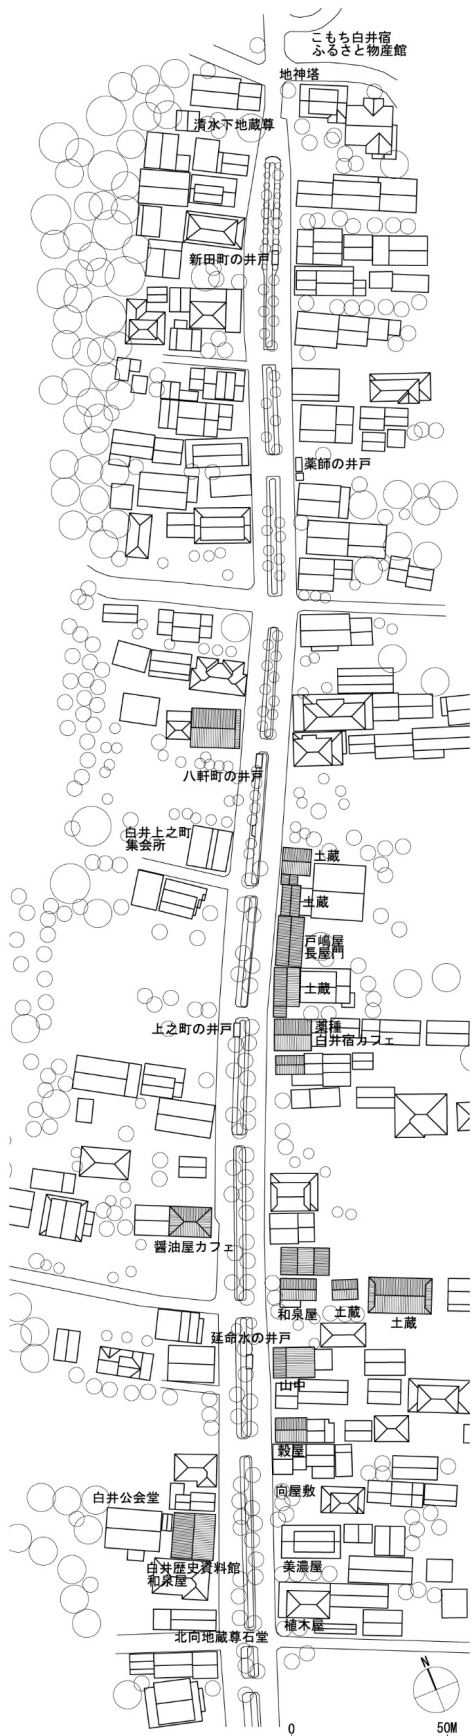 こもち白井宿
ふるさと物産館
地神塔
清水下地蔵尊
新田町の井戸
薬師の井戸
八軒町の井戸
白井上之町
集会所
土蔵
土蔵
戸嶋屋
長屋門
土蔵
上之町の井戸
薬種
白井宿カフェ
醤油屋カフェ
和泉屋
土蔵
土蔵
延命水の井戸
山中
穀屋
白井公会堂
向屋敷
白井歴史資料館
和泉屋
美濃屋
植木屋
北向地蔵尊石堂
N
0
50M